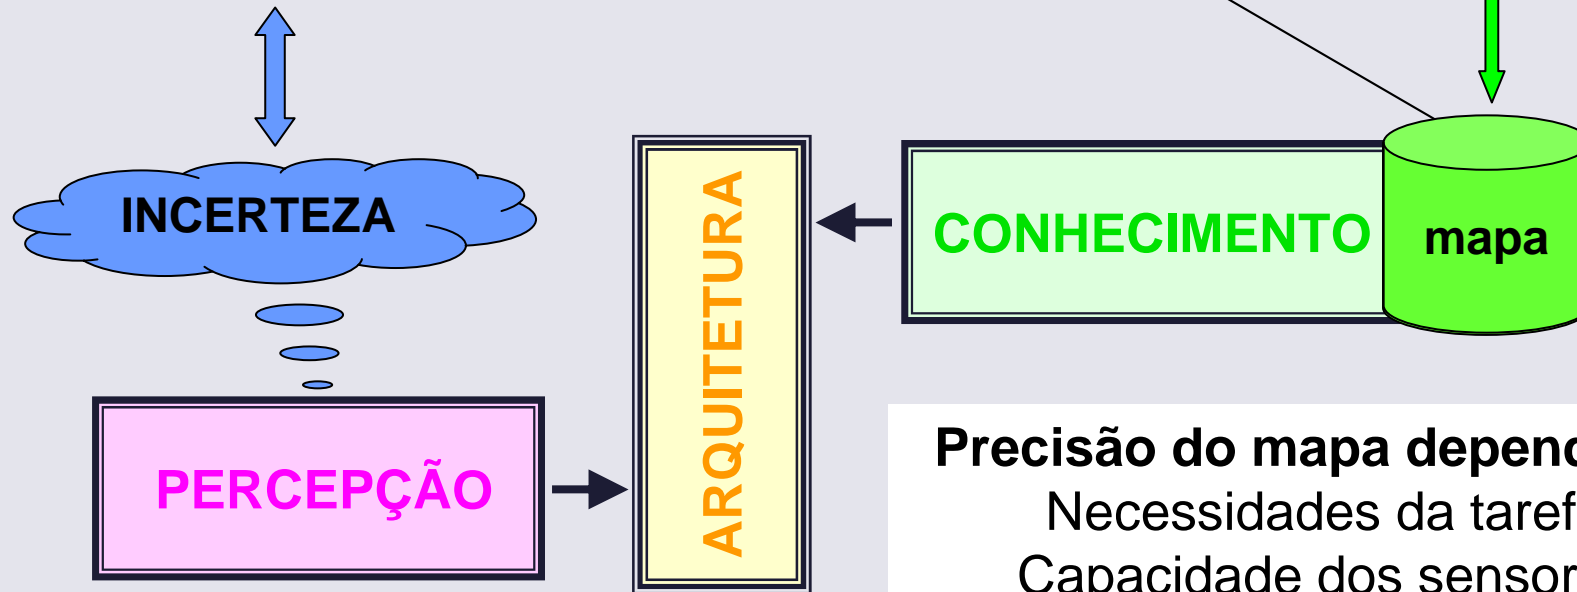 INCERTEZA
PERCEPÇÃO
ARQUITETURA
CONHECIMENTO
mapa
Precisão do mapa depend
Necessidades da taref
Capacidade dos sensor